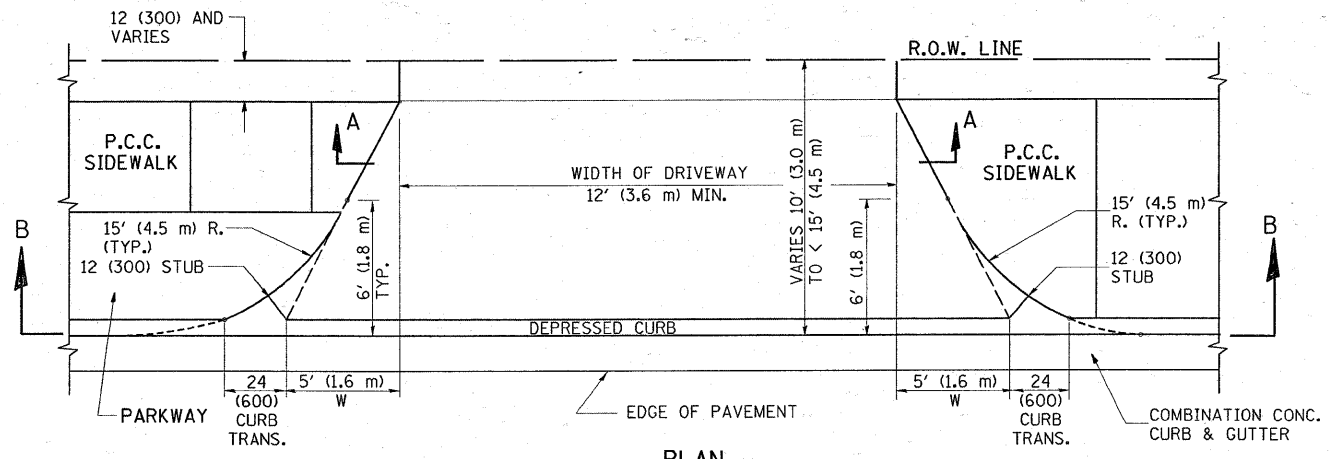 12 (300) AND
VARIES
R.O.W. LINE
A
A
P.C.C.
SIDEWALK
P.C.C.
SIDEWALK
WIDTH OF DRIVEWAY
12' (3.6 m) MIN.
VARIES 10' (3.0 m)
TO < 15' (4.5 m)
15' (4.5 m) R.
(TYP.)
12 (300) STUB
6' (1.8 m)
TYP.
6' (1.8 m)
15' (4.5 m)
R. (TYP.)
12 (300)
STUB
B
B
DEPRESSED CURB
24
(600)
CURB
TRANS.
5' (1.6 m)
W
5' (1.6 m)
W
24
(600)
CURB
TRANS.
PARKWAY
EDGE OF PAVEMENT
COMBINATION CONC.
CURB & GUTTER
PLAN